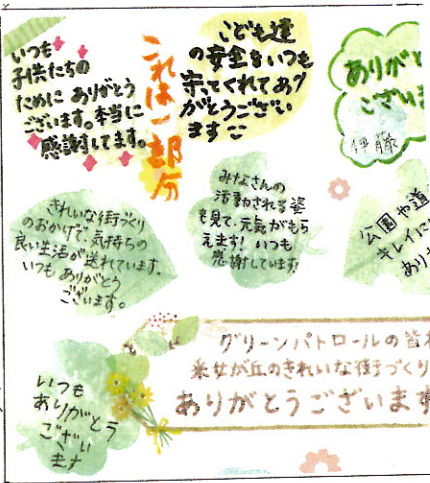 いつも
子供たちの
ために ありがとう
ございます。本当に
感謝してます。
これは一部分
こども達
の安全をいつも
守ってくれてあり
がとうござい
ます
ありがと
ござい
伊藤
きれいな街づくり
のおかげで、気持ちの
良い生活が送れています。
いつも ありがとう
ございます。
みなさんの
活動される姿
を見て、元気がもら
えます! いつも
感謝しています!
公園や道
キレイに
あり
グリーンパトロールの皆
采女が丘のきれいな街づくり
ありがとうございます
いつも
ありがとう
ござい
ます